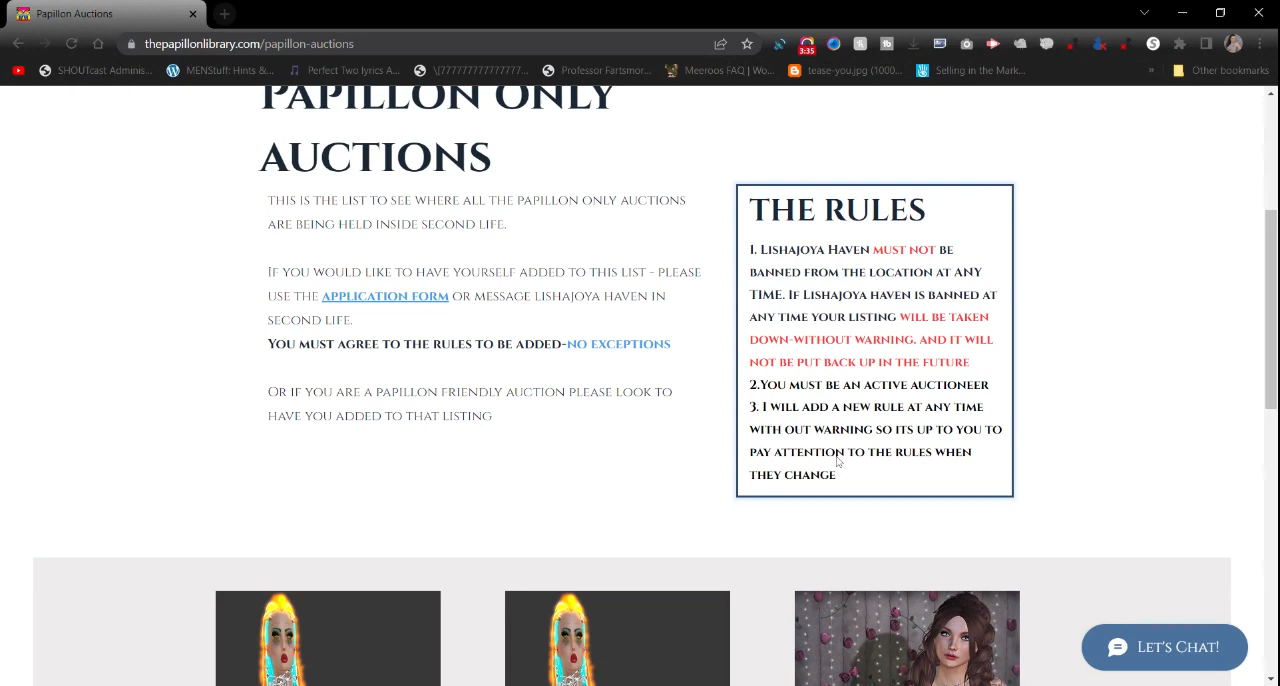 Papillon Auctions
thepapillonlibrary.com/papillon-auctions
3:35
SHOUTcast Adminis...
MENStuff: Hints &...
Perfect Two lyrics A...
\[777777777777777...
Professor Fartsmor...
Meeroos FAQ | Wo...
tease-you.jpg (1000...
Selling in the Mark...
»
Other bookmarks
PAPILLON ONLY
AUCTIONS
THIS IS THE LIST TO SEE WHERE ALL THE PAPILLON ONLY AUCTIONS
ARE BEING HELD INSIDE SECOND LIFE.
IF YOU WOULD LIKE TO HAVE YOURSELF ADDED TO THIS LIST - PLEASE
USE THE APPLICATION FORM OR MESSAGE LISHAJOYA HAVEN IN
SECOND LIFE.
YOU MUST AGREE TO THE RULES TO BE ADDED-NO EXCEPTIONS
OR IF YOU ARE A PAPILLON FRIENDLY AUCTION PLEASE LOOK TO
HAVE YOU ADDED TO THAT LISTING
THE RULES
1. LISHAJOYA HAVEN MUST NOT BE
BANNED FROM THE LOCATION AT ANY
TIME. IF LISHAJOYA HAVEN IS BANNED AT
ANY TIME YOUR LISTING WILL BE TAKEN
DOWN-WITHOUT WARNING. AND IT WILL
NOT BE PUT BACK UP IN THE FUTURE
2.YOU MUST BE AN ACTIVE AUCTIONEER
3. I WILL ADD A NEW RULE AT ANY TIME
WITH OUT WARNING SO ITS UP TO YOU TO
PAY ATTENTION TO THE RULES WHEN
THEY CHANGE
LET'S CHAT!